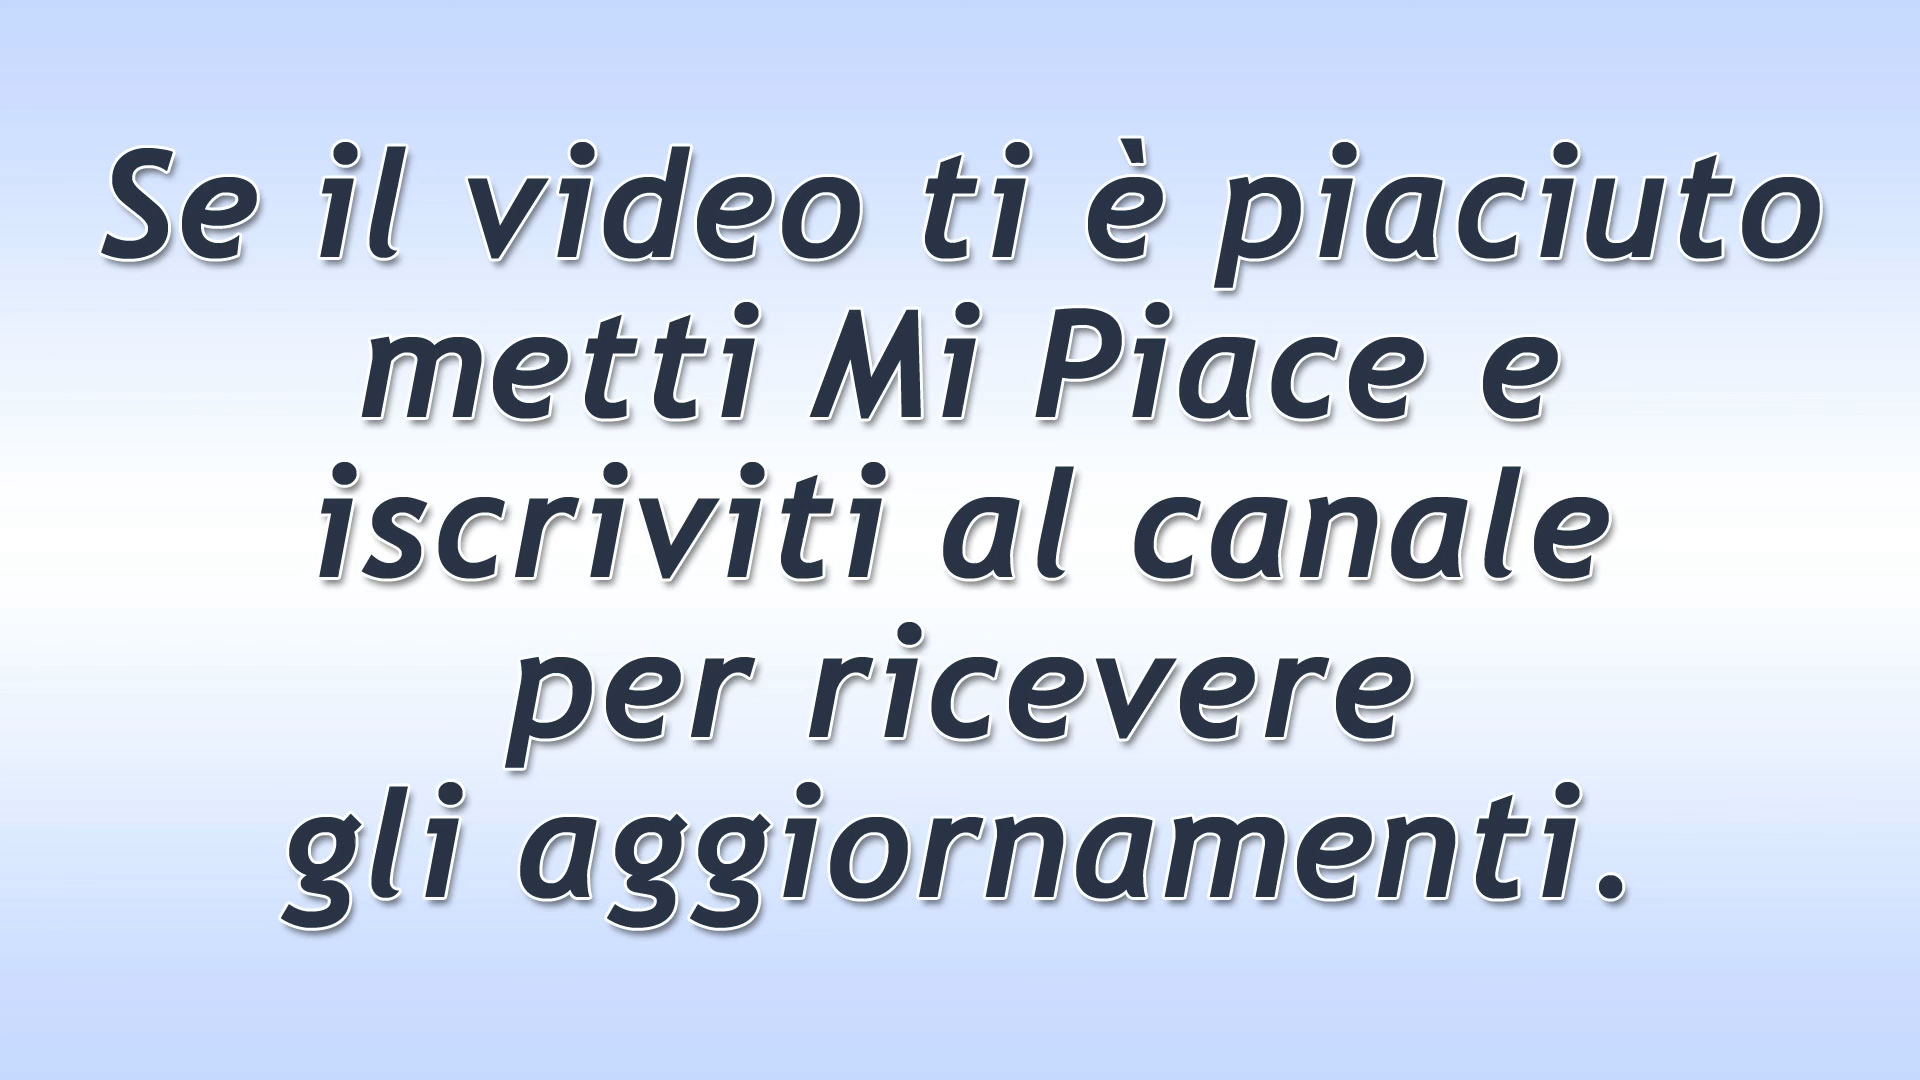 Se il video ti è piaciuto
metti Mi Piace e
iscriviti al canale
per ricevere
gli aggiornamenti.